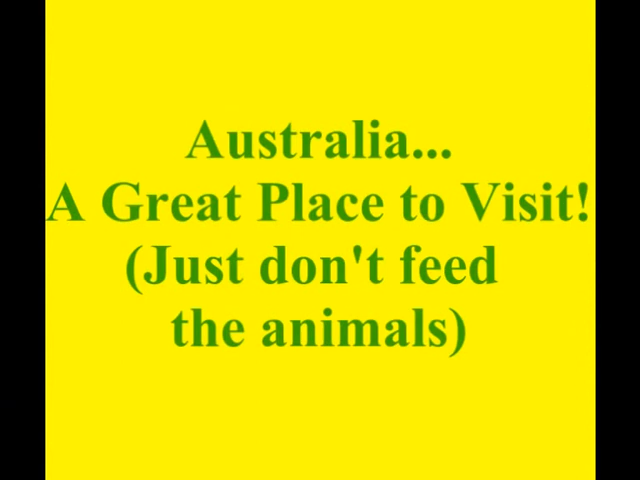 Australia...
A Great Place to Visit!
(Just don't feed
the animals)